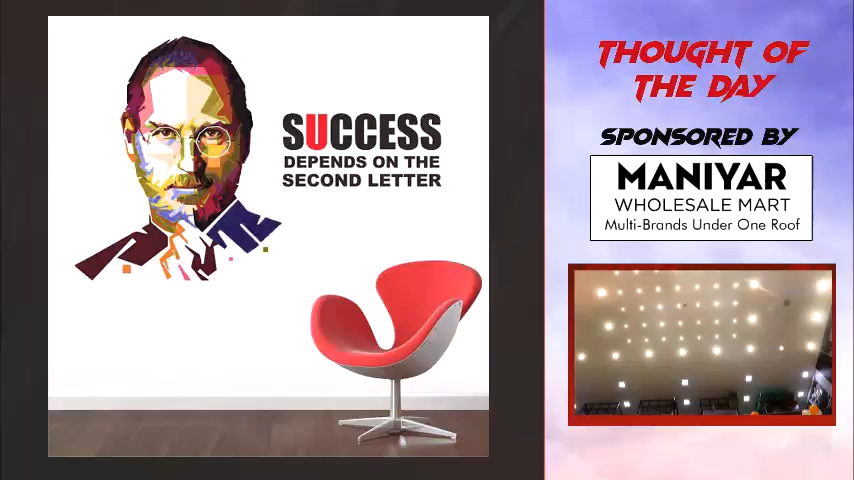 SUCCESS
DEPENDS ON THE
SECOND LETTER
THOUGHT OF
THE DAY
SPONSORED BY
MANIYAR
WHOLESALE MART
Multi-Brands Under One Roof